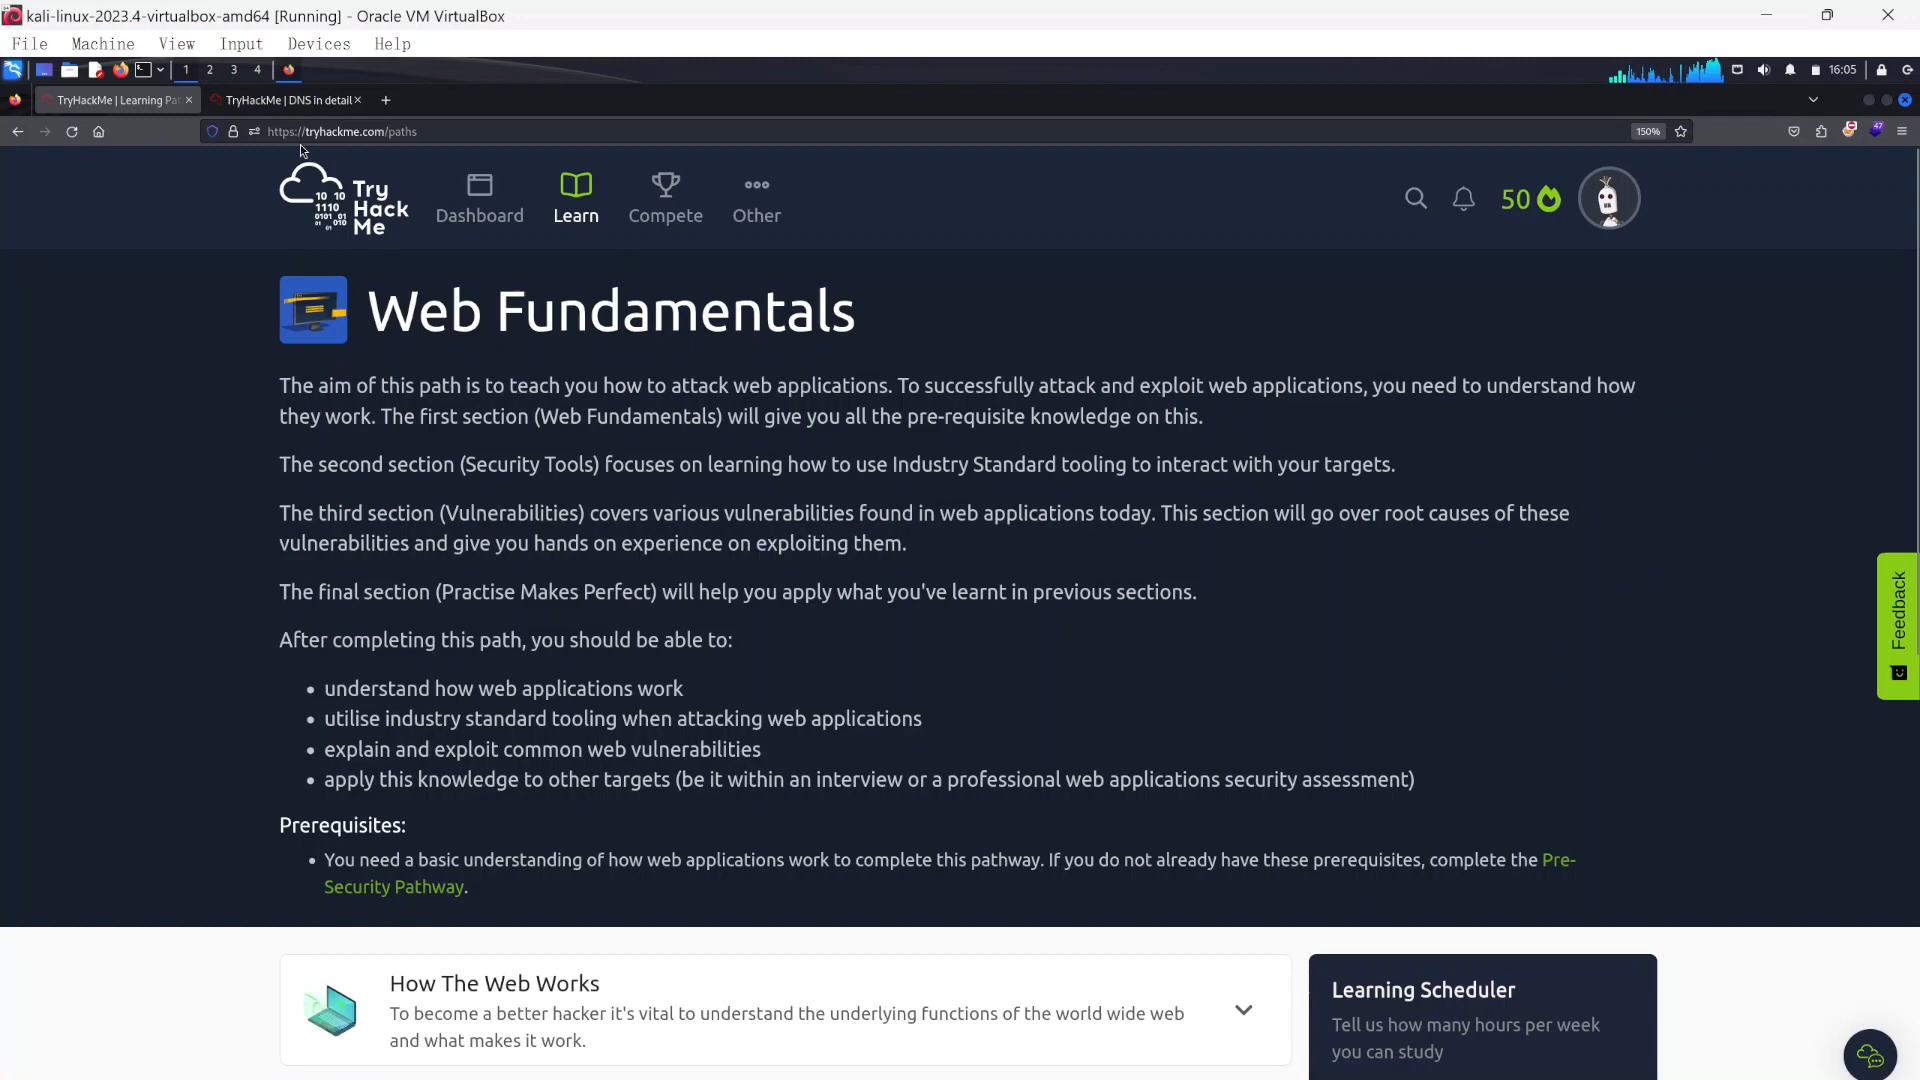 kali-linux-2023.4-virtualbox-amd64 [Running] - Oracle VM VirtualBox
File Machine View Input Devices Help
1 2 3 4
16:05
TryHackMe | Learning Pat
TryHackMe | DNS in detail
https://tryhackme.com/paths
150%
47
10 10
1110
0101 01
01 010
01
Try
Hack
Me
Dashboard
Learn
Compete
Other
50
Web Fundamentals
The aim of this path is to teach you how to attack web applications. To successfully attack and exploit web applications, you need to understand how
they work. The first section (Web Fundamentals) will give you all the pre-requisite knowledge on this.
The second section (Security Tools) focuses on learning how to use Industry Standard tooling to interact with your targets.
The third section (Vulnerabilities) covers various vulnerabilities found in web applications today. This section will go over root causes of these
vulnerabilities and give you hands on experience on exploiting them.
The final section (Practise Makes Perfect) will help you apply what you've learnt in previous sections.
After completing this path, you should be able to:
• understand how web applications work
• utilise industry standard tooling when attacking web applications
• explain and exploit common web vulnerabilities
• apply this knowledge to other targets (be it within an interview or a professional web applications security assessment)
Prerequisites:
• You need a basic understanding of how web applications work to complete this pathway. If you do not already have these prerequisites, complete the Pre-
Security Pathway.
Feedback
How The Web Works
To become a better hacker it's vital to understand the underlying functions of the world wide web
and what makes it work.
Learning Scheduler
Tell us how many hours per week
you can study